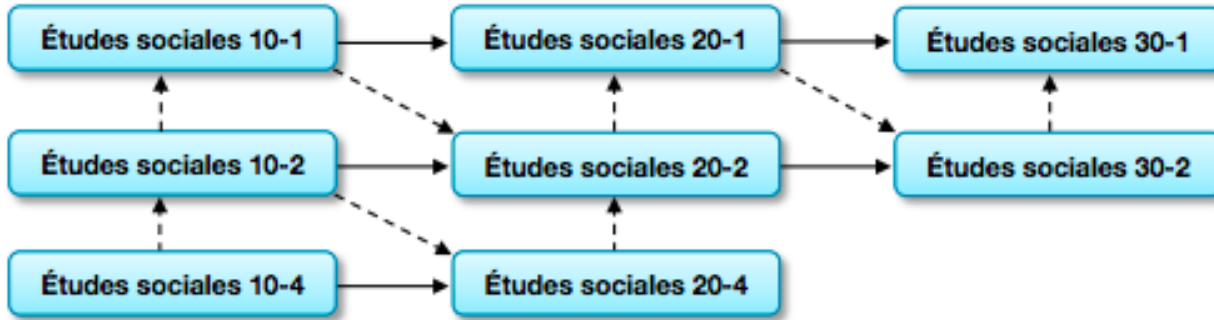 Études sociales 10-1
Études sociales 20-1
Études sociales 30-1
Études sociales 10-2
Études sociales 20-2
Études sociales 30-2
Études sociales 10-4
Études sociales 20-4